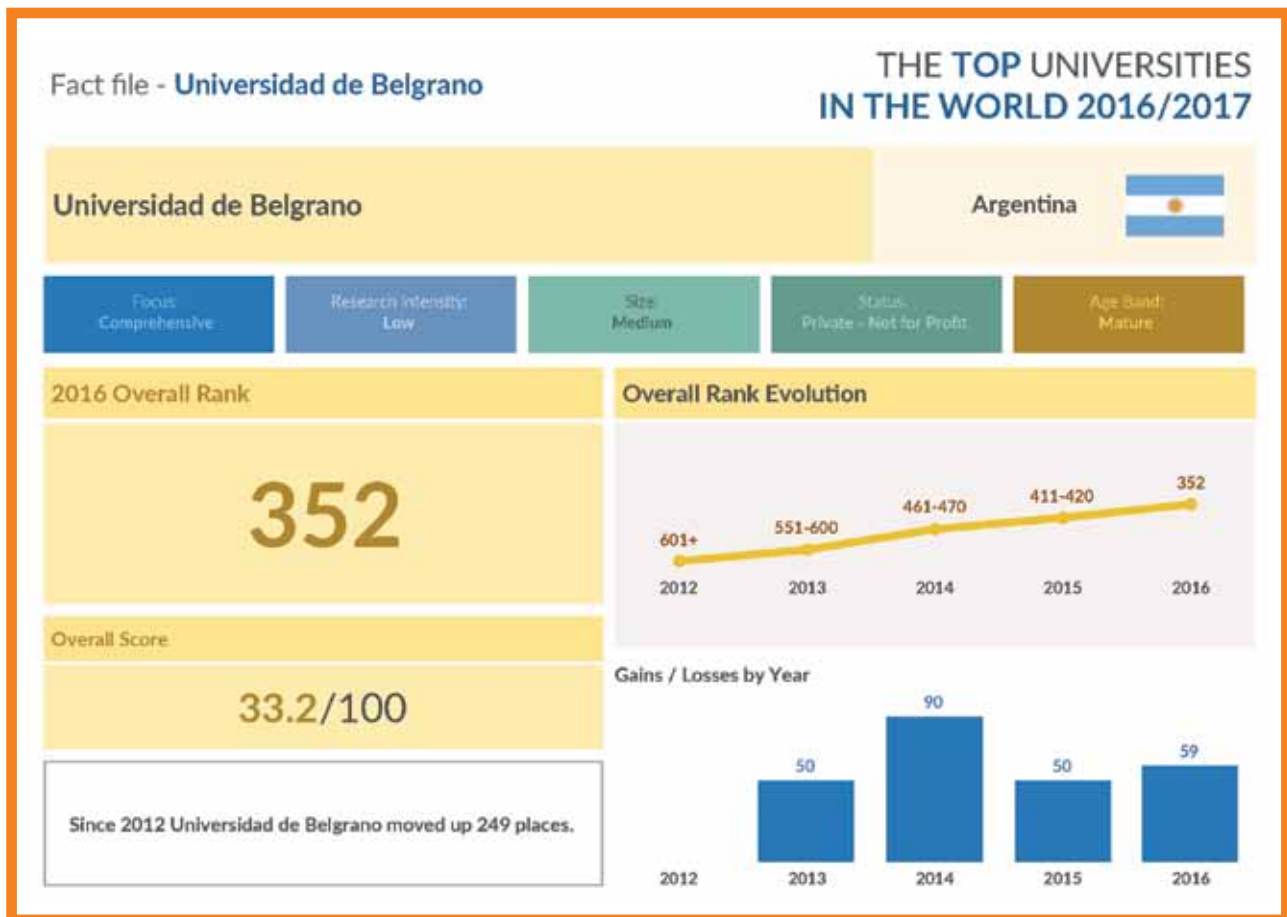 Fact file - Universidad de Belgrano
THE TOP UNIVERSITIES
IN THE WORLD 2016/2017
Universidad de Belgrano
Argentina
Focus:
Comprehensive
Research Intensity:
Low
Size:
Medium
Status:
Private - Not for Profit
Age Band:
Mature
2016 Overall Rank
352
Overall Score
33.2/100
Since 2012 Universidad de Belgrano moved up 249 places.
Overall Rank Evolution
601+
551-600
461-470
411-420
352
2012
2013
2014
2015
2016
Gains / Losses by Year
50
90
50
59
2012
2013
2014
2015
2016